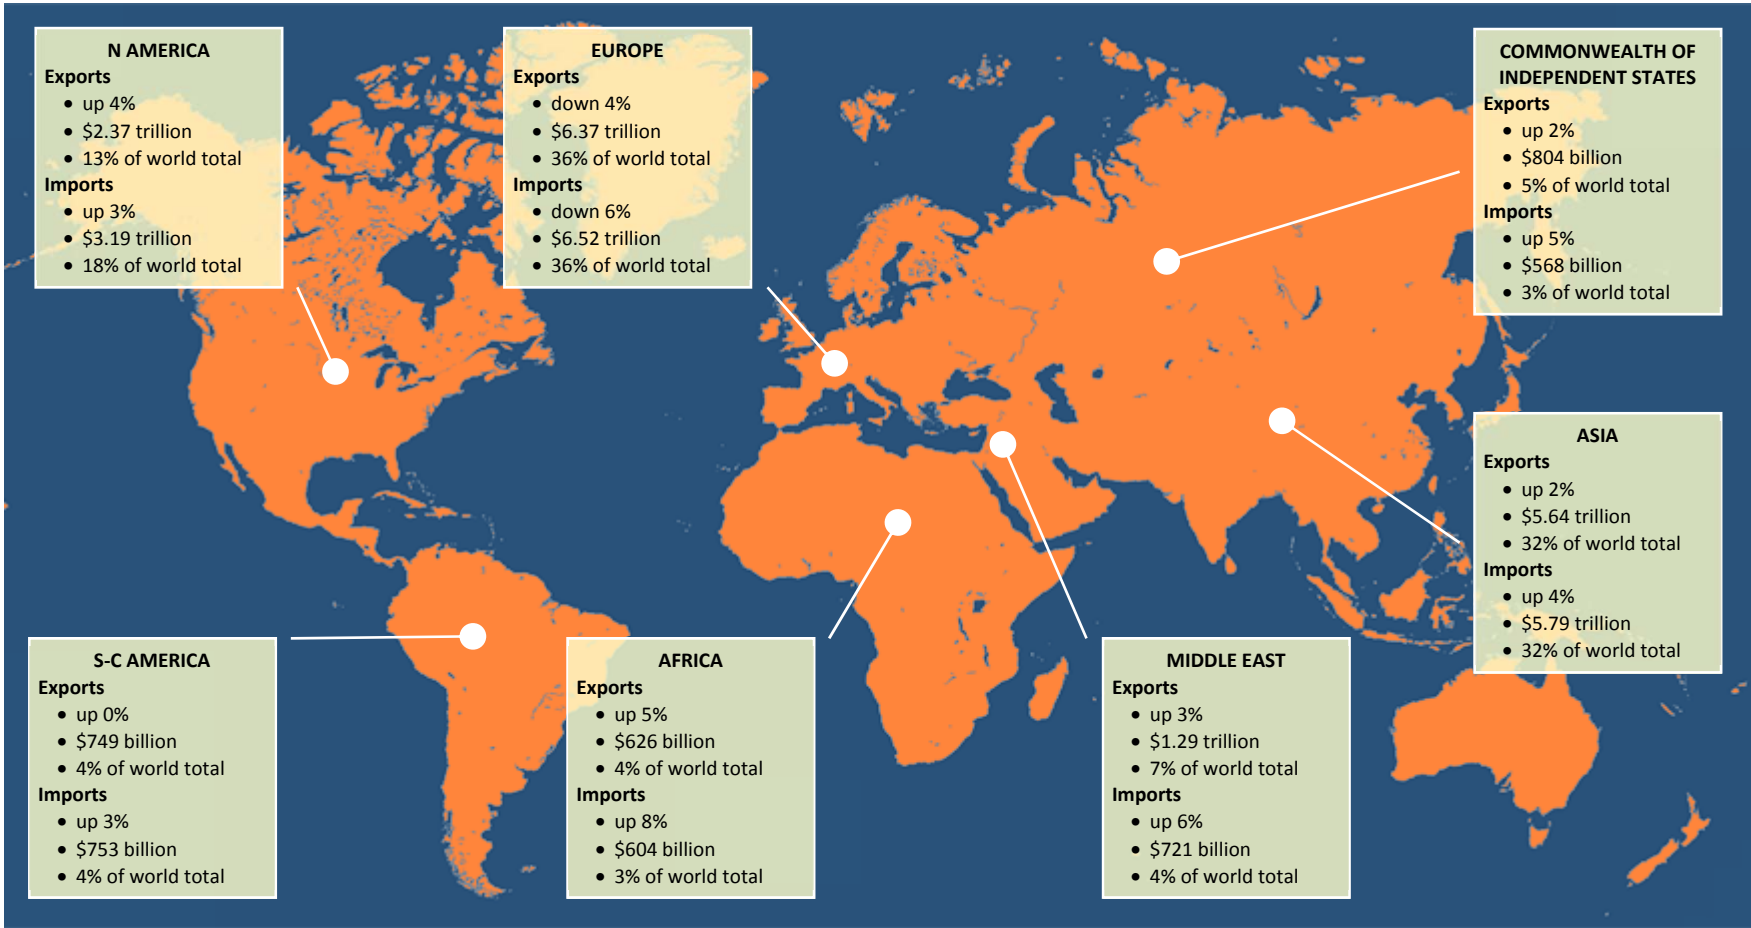 N AMERICA
Exports
• up 4%
• $2.37 trillion
• 13% of world total
Imports
• up 3%
• $3.19 trillion
• 18% of world total
EUROPE
Exports
• down 4%
• $6.37 trillion
• 36% of world total
Imports
• down 6%
• $6.52 trillion
• 36% of world total
COMMONWEALTH OF
INDEPENDENT STATES
Exports
• up 2%
• $804 billion
• 5% of world total
Imports
• up 5%
• $568 billion
• 3% of world total
ASIA
Exports
• up 2%
• $5.64 trillion
• 32% of world total
Imports
• up 4%
• $5.79 trillion
• 32% of world total
S-C AMERICA
Exports
• up 0%
• $749 billion
• 4% of world total
Imports
• up 3%
• $753 billion
• 4% of world total
AFRICA
Exports
• up 5%
• $626 billion
• 4% of world total
Imports
• up 8%
• $604 billion
• 3% of world total
MIDDLE EAST
Exports
• up 3%
• $1.29 trillion
• 7% of world total
Imports
• up 6%
• $721 billion
• 4% of world total